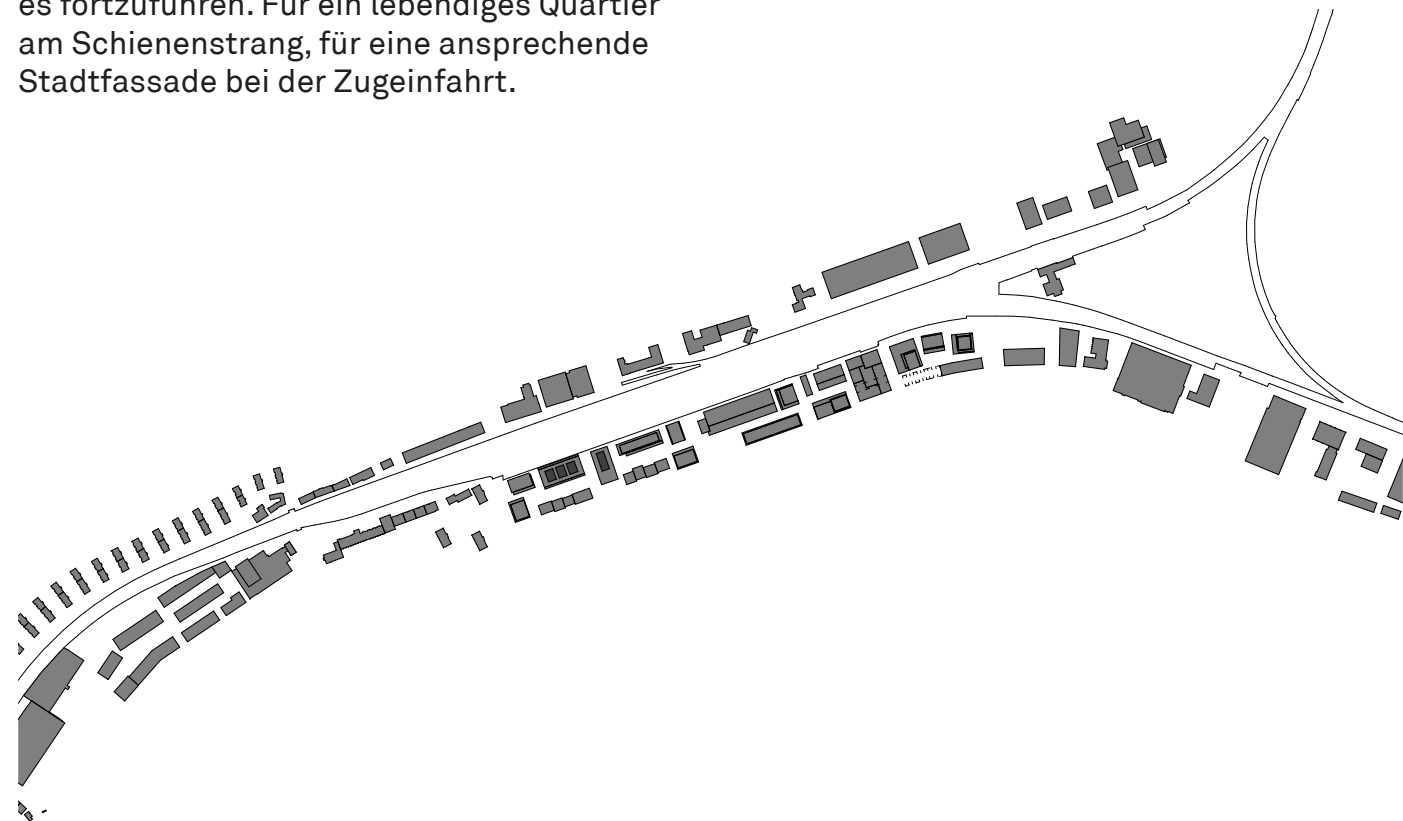 es fortzuführen. Für ein lebendiges Quartier
am Schienenstrang, für eine ansprechende
Stadtfassade bei der Zugeinfahrt.